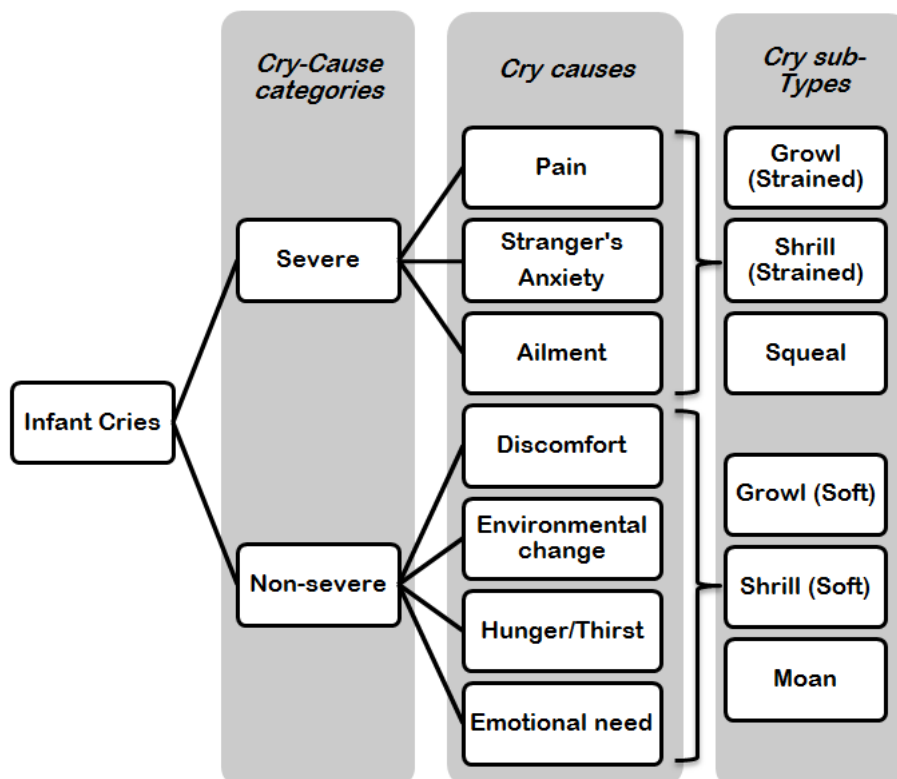 Cry-Cause
categories
Cry causes
Cry sub-
Types
Infant Cries
Severe
Non-severe
Pain
Stranger's
Anxiety
Ailment
Discomfort
Environmental
change
Hunger/Thirst
Emotional need
Growl
(Strained)
Shrill
(Strained)
Squeal
Growl (Soft)
Shrill (Soft)
Moan